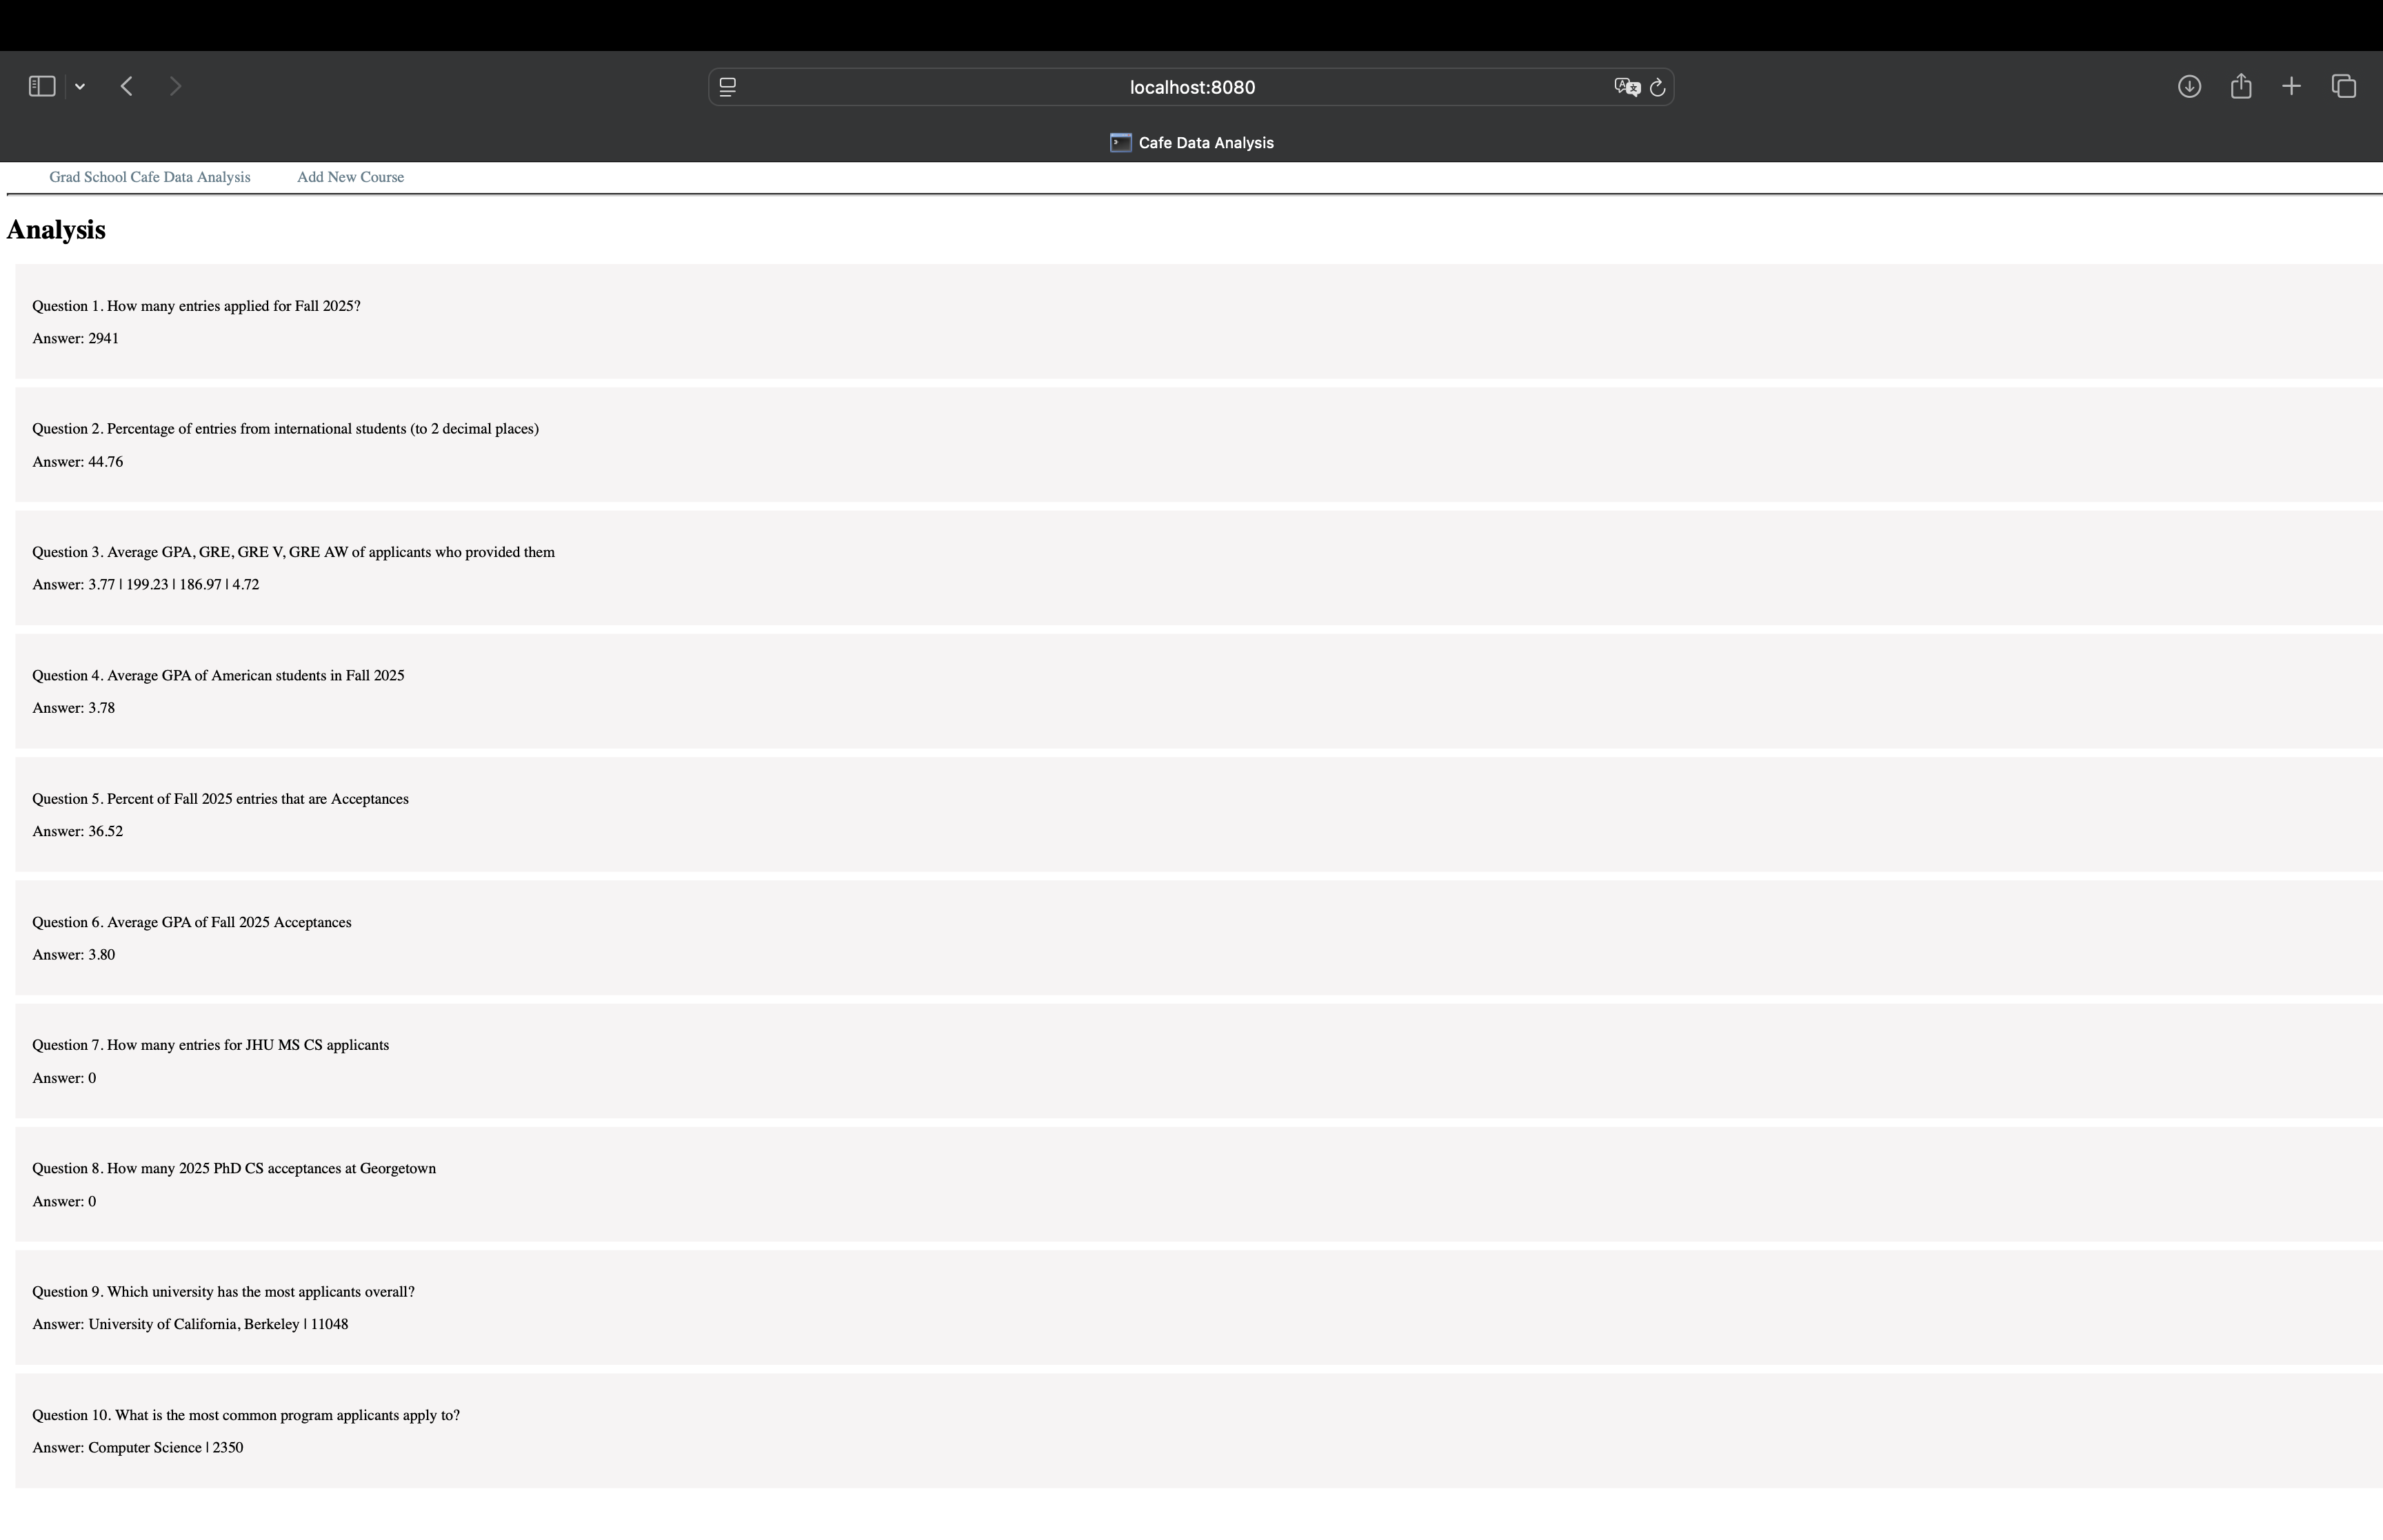 localhost:8080
Cafe Data Analysis
Grad School Cafe Data Analysis Add New Course
Analysis
Question 1. How many entries applied for Fall 2025?
Answer: 2941
Question 2. Percentage of entries from international students (to 2 decimal places)
Answer: 44.76
Question 3. Average GPA, GRE, GRE V, GRE AW of applicants who provided them
Answer: 3.77 | 199.23 | 186.97 | 4.72
Question 4. Average GPA of American students in Fall 2025
Answer: 3.78
Question 5. Percent of Fall 2025 entries that are Acceptances
Answer: 36.52
Question 6. Average GPA of Fall 2025 Acceptances
Answer: 3.80
Question 7. How many entries for JHU MS CS applicants
Answer: 0
Question 8. How many 2025 PhD CS acceptances at Georgetown
Answer: 0
Question 9. Which university has the most applicants overall?
Answer: University of California, Berkeley | 11048
Question 10. What is the most common program applicants apply to?
Answer: Computer Science | 2350